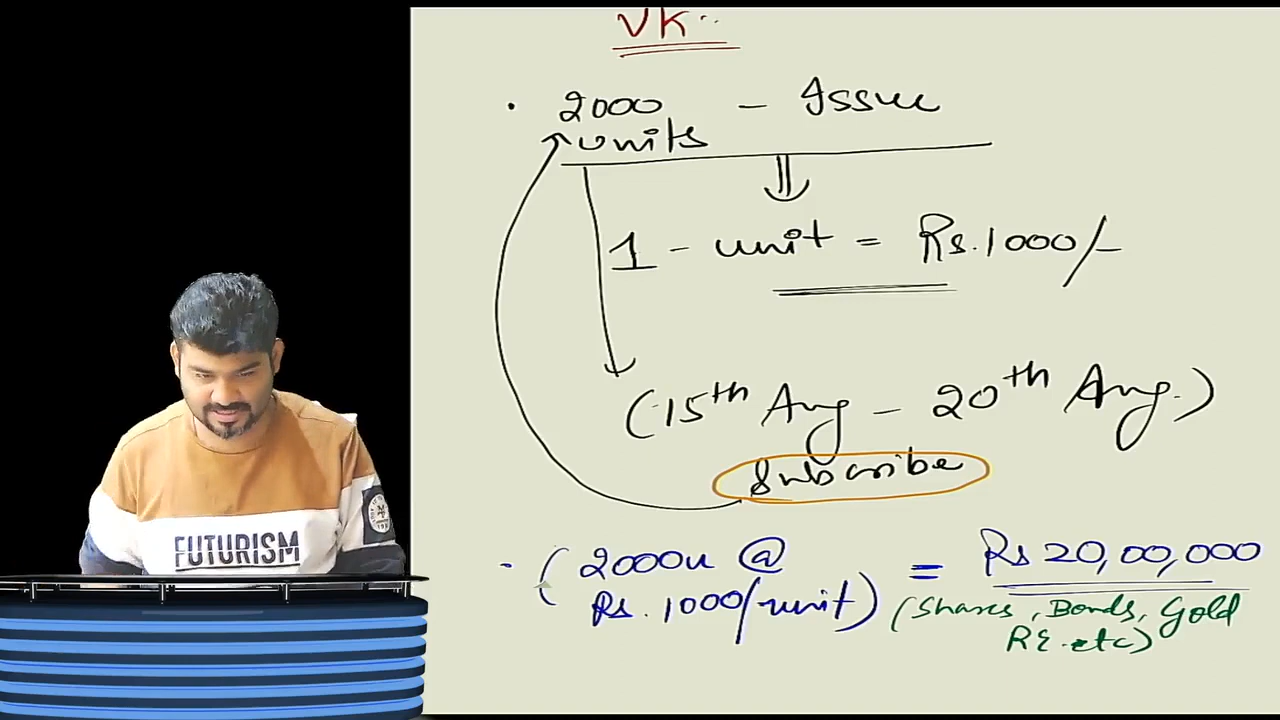 VK..
· 2000 - Issue
units
1 - unit = Rs.1000/-
(15th Aug - 20th Aug.)
Subscribe
· (2000u @ = Rs 20,00,000
Rs. 1000/unit) (Shares, Bonds, Gold
RE. etc)
FUTURISM